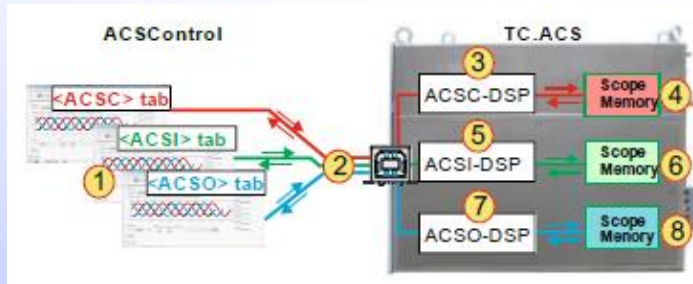 ACSControl
TC.ACS
<ACSC> tab
<ACSI> tab
<ACSO> tab
1
2
3
ACSC-DSP
Scope
Memory
4
5
ACSI-DSP
Scope
Memory
6
7
ACSO-DSP
Scope
Menory
8